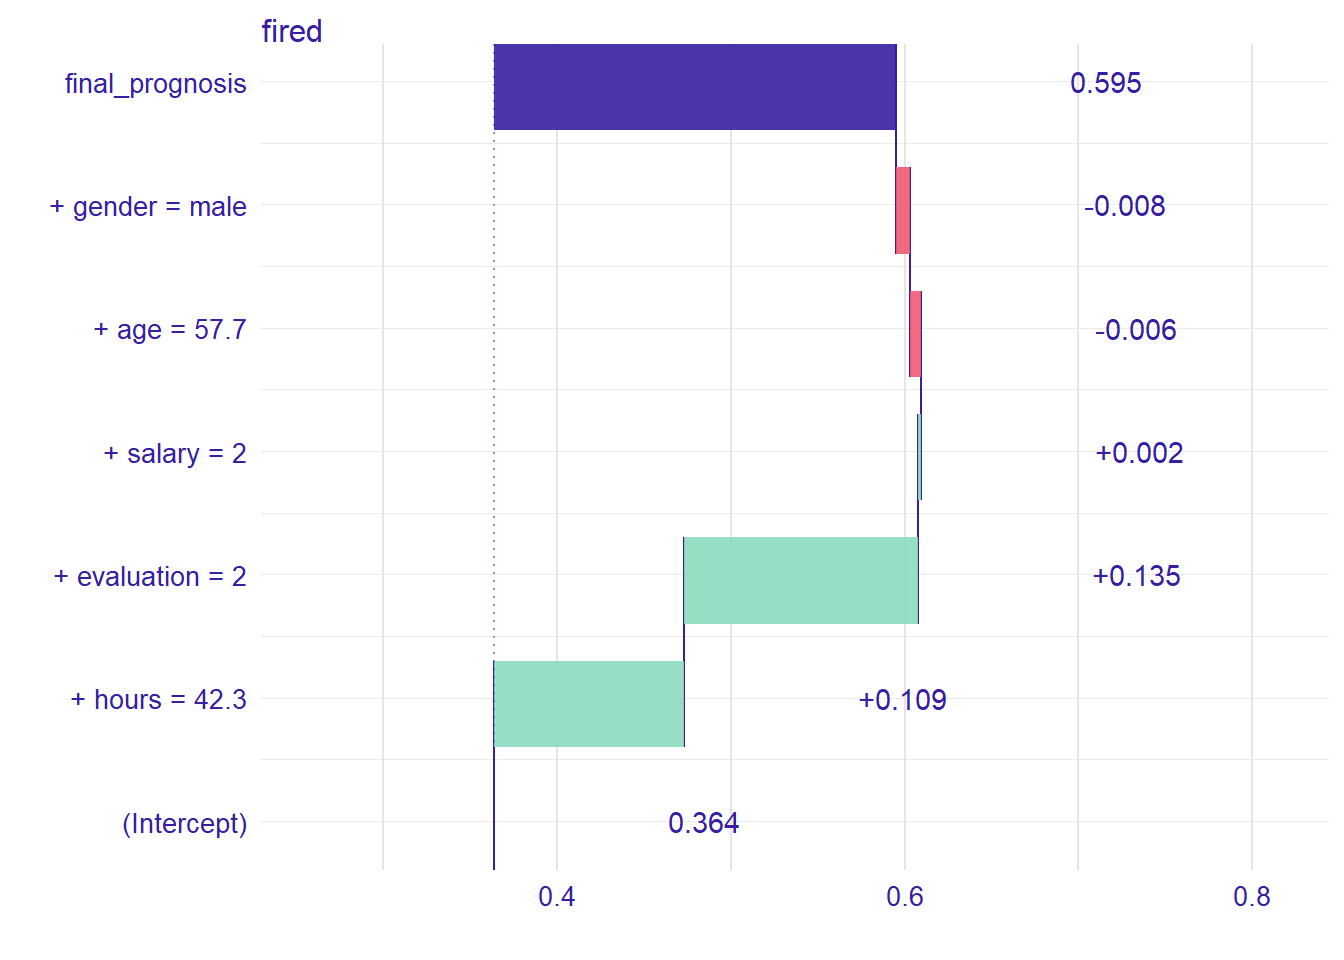 fired
final_prognosis 0.595
+ gender = male -0.008
+ age = 57.7 -0.006
+ salary = 2 +0.002
+ evaluation = 2 +0.135
+ hours = 42.3 +0.109
(Intercept) 0.364
0.4 0.6 0.8